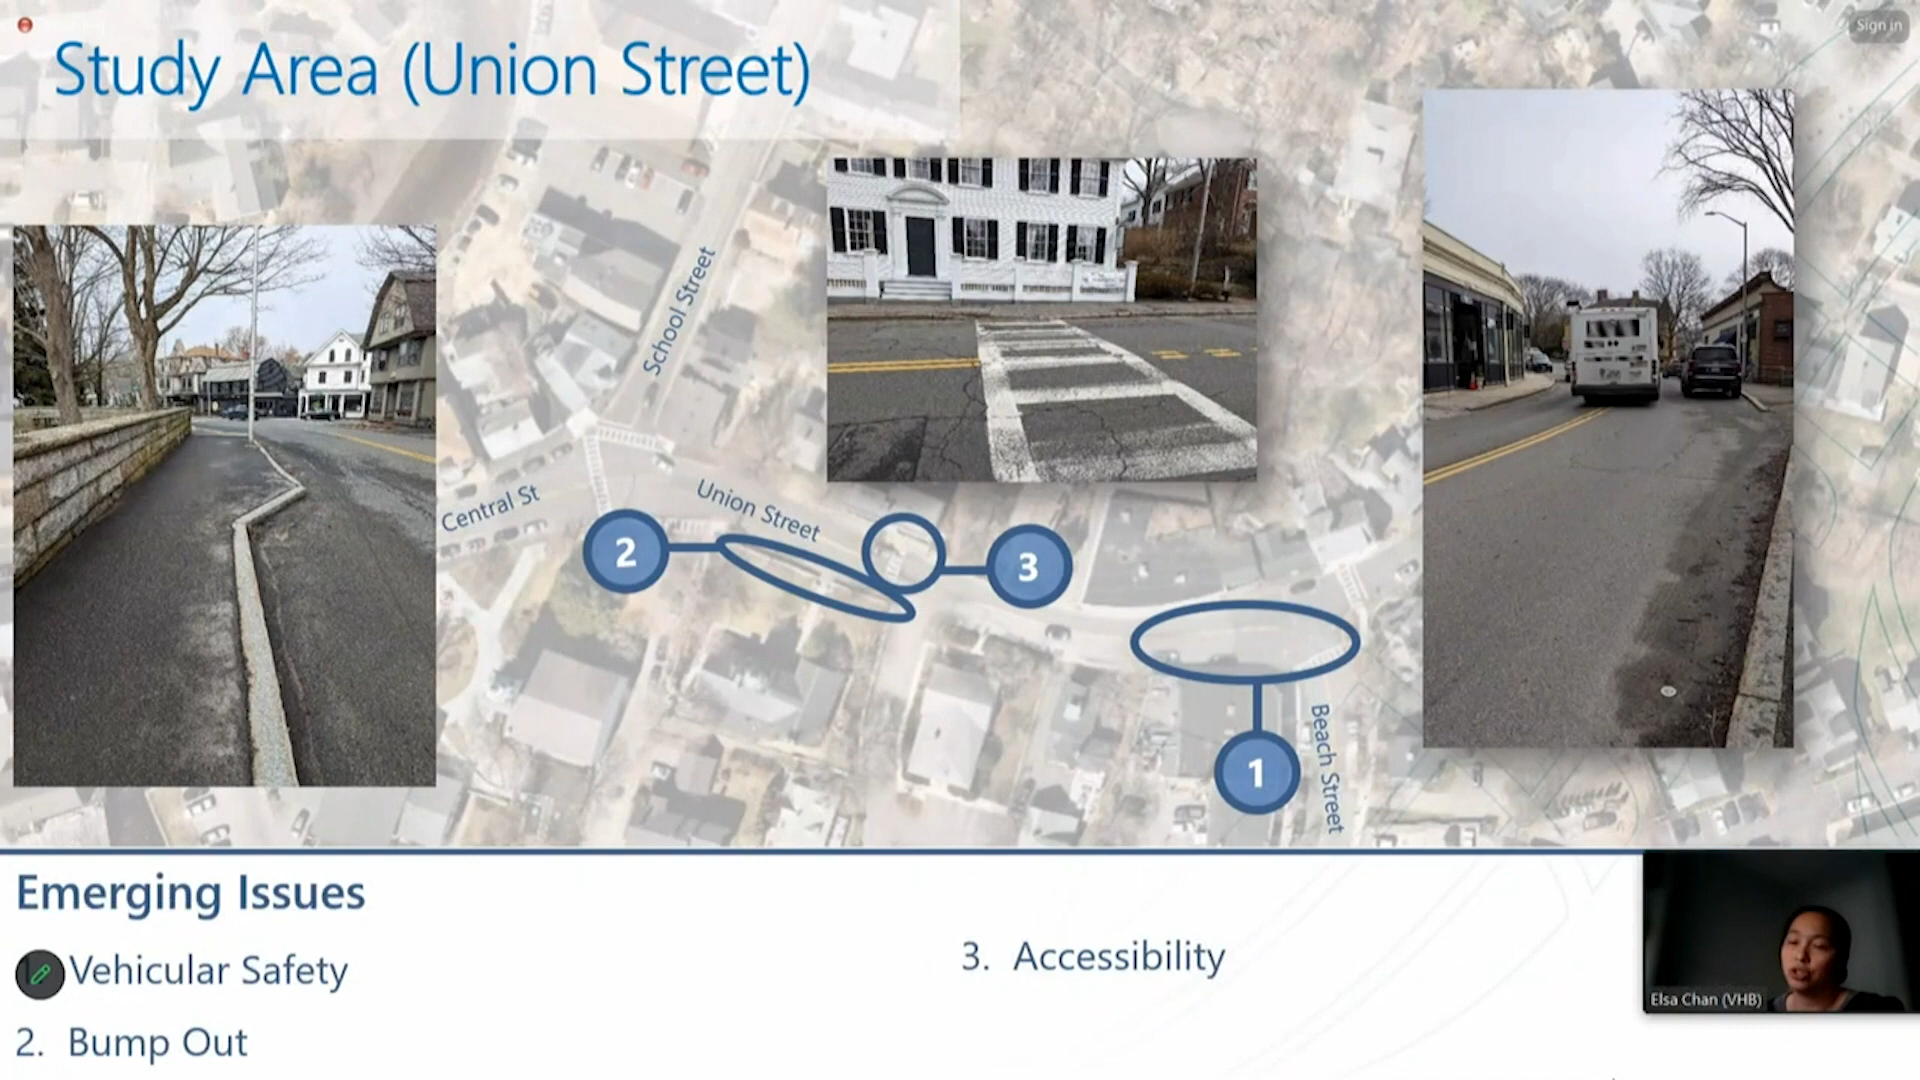 Sign in
Study Area (Union Street)
School Street
Central St
Union Street
2
3
1
Beach Street
Emerging Issues
Vehicular Safety
2. Bump Out
3. Accessibility
Elsa Chan (VHB)